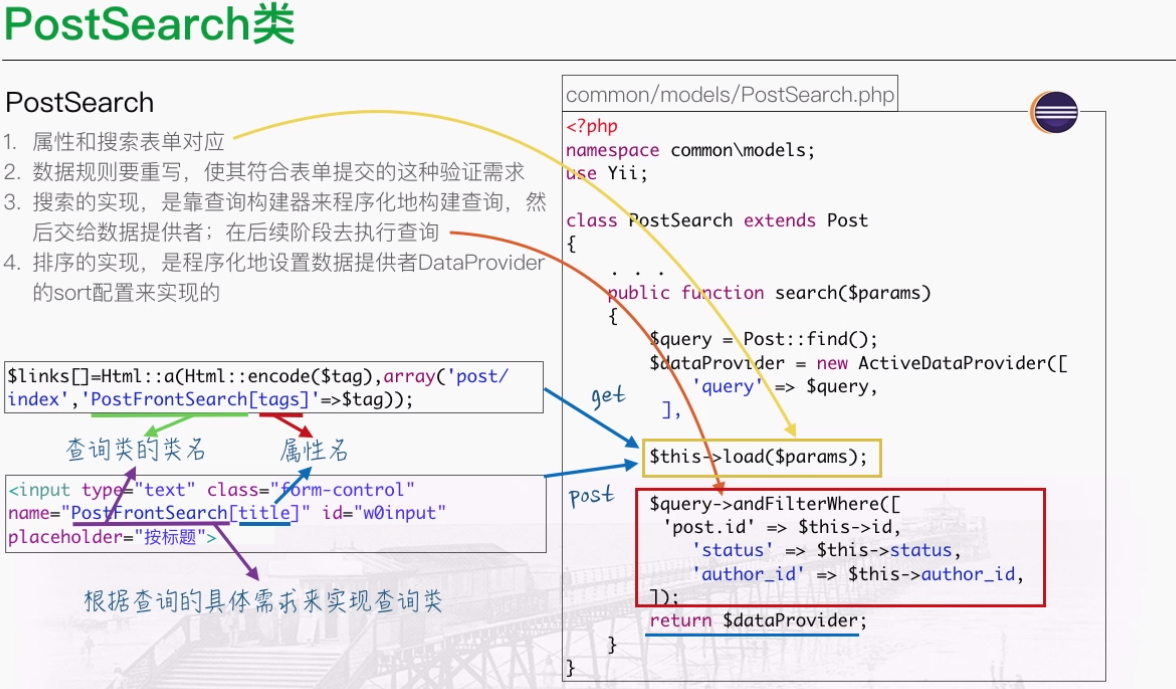 PostSearch类
PostSearch
1. 属性和搜索表单对应
2. 数据规则要重写，使其符合表单提交的这种验证需求
3. 搜索的实现，是靠查询构建器来程序化地构建查询，然
后交给数据提供者；在后续阶段去执行查询
4. 排序的实现，是程序化地设置数据提供者DataProvider
的sort配置来实现的
$links[]=Html::a(Html::encode($tag),array('post/
index','PostFrontSearch[tags]'=>$tag));
查询类的类名
属性名
<input type="text" class="form-control"
name="PostFrontSearch[title]" id="w0input"
placeholder="按标题">
根据查询的具体需求来实现查询类
get
post
common/models/PostSearch.php
<?php
namespace common\models;
use Yii;
class PostSearch extends Post
{
. . .
public function search($params)
{
$query = Post::find();
$dataProvider = new ActiveDataProvider([
'query' => $query,
],
$this->load($params);
$query->andFilterWhere([
'post.id' => $this->id,
'status' => $this->status,
'author_id' => $this->author_id,
]);
return $dataProvider;
}
}